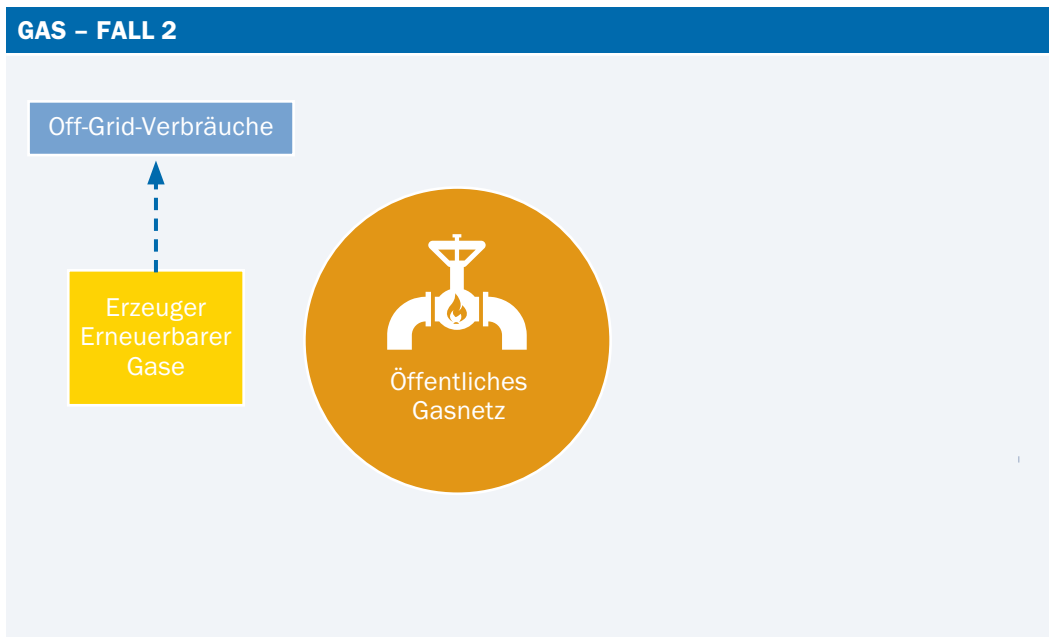 GAS – FALL 2
Off-Grid-Verbräuche
Erzeuger
Erneuerbarer
Gase
Öffentliches
Gasnetz